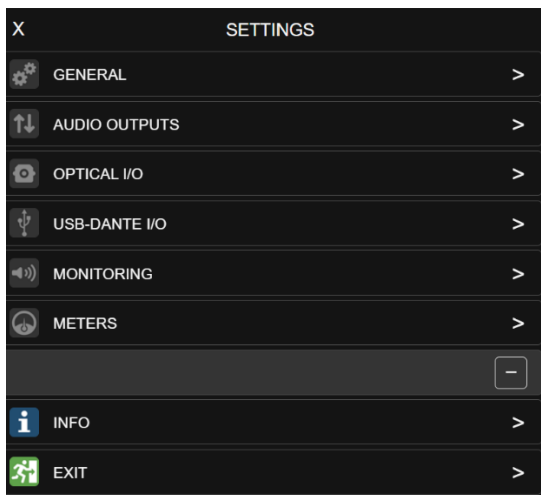 X SETTINGS
GENERAL >
AUDIO OUTPUTS >
OPTICAL I/O >
USB-DANTE I/O >
MONITORING >
METERS >
−
INFO >
EXIT >